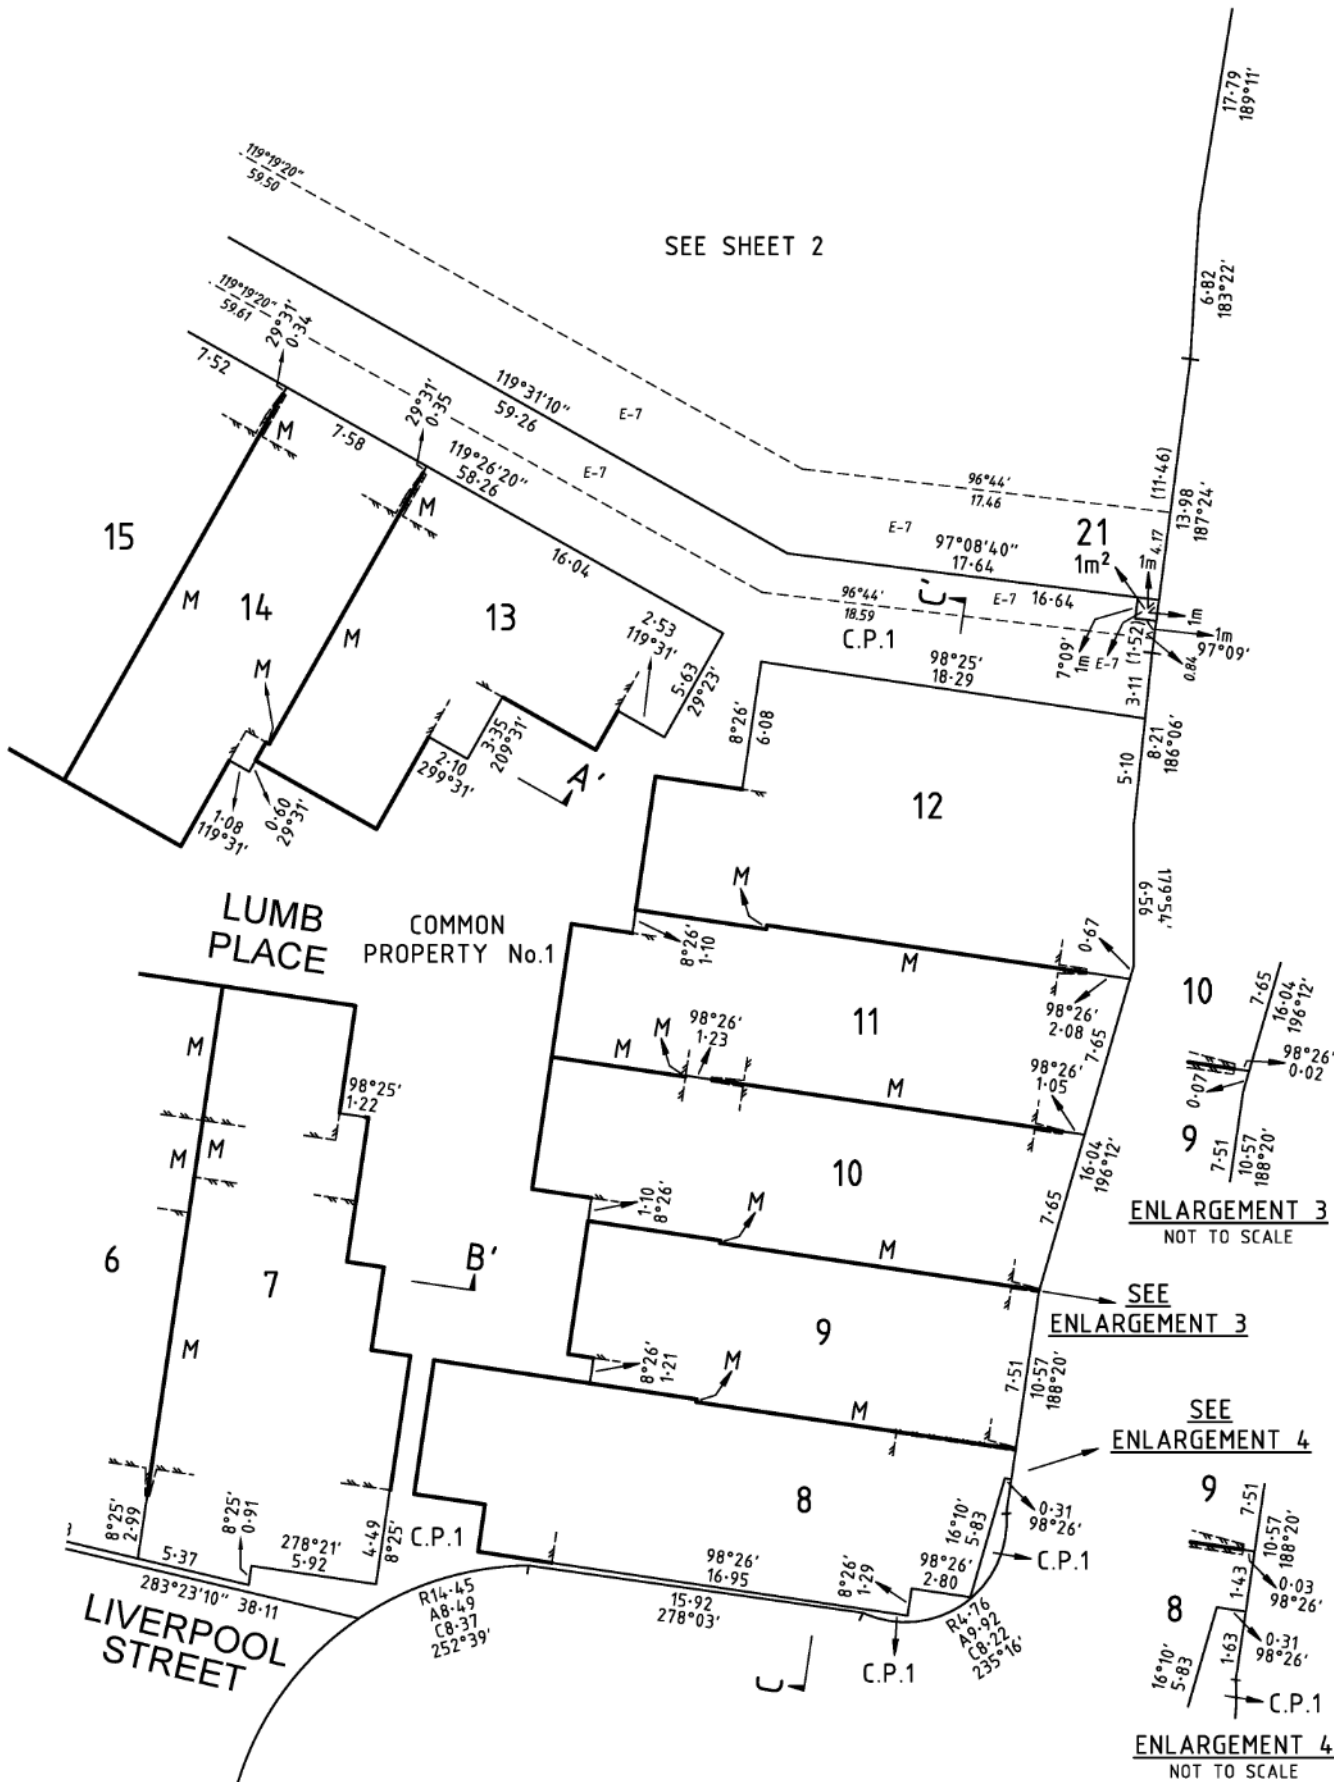 17·79
189°11'
119°19'20"
59.50
SEE SHEET 2
6·82
183°22'
119°19'20"
59.61
29°31'
0·34
7·52
119°31'10"
59·26
E-7
29°31'
0·35
M
7·58
119°26'20"
58·26
E-7
M
96°44'
17.46
(11·46)
13·98
187°24'
15
E-7
97°08'40"
17·64
21
1m²
4.17
1m
16·04
M
14
M
13
2·53
119°31'
96°44'
18.59
C'
E-7
16·64
1m
C.P.1
7°09'
1m
E-7
(1·52)
1m
97°09'
0.84
M
5·63
29°23'
98°25'
18·29
3·11
8·21
186°06'
8°26'
6·08
3·35
209°31'
2·10
299°31'
A'
5·10
12
1·08
119°31'
0·60
29°31'
M
179°54'
6·56
LUMB
PLACE
COMMON
PROPERTY No.1
8°26'
1·10
M
0·67
98°26'
2·08
11
M
98°26'
1·23
M
7·65
98°26'
1·05
10
7·65
16·04
196°12'
98°26'
0·02
0·07
9
7·51
10·57
188°20'
ENLARGEMENT 3
NOT TO SCALE
M
98°25'
1·22
M
M
M
16·04
196°12'
10
1·10
8°26'
M
7·65
M
6
7
B'
SEE
ENLARGEMENT 3
9
M
8°26'
1·21
M
7·51
10·57
188°20'
M
SEE
ENLARGEMENT 4
8
9
7·51
10·57
188°20'
1·43
0·03
98°26'
8
0·31
98°26'
1·63
16°10'
5·83
C.P.1
ENLARGEMENT 4
NOT TO SCALE
8°25'
2·99
8°25'
0·91
278°21'
5·92
4·49
8°25'
C.P.1
5·37
283°23'10" 38·11
LIVERPOOL
STREET
R14·45
A8·49
C8·37
252°39'
98°26'
16·95
15·92
278°03'
8°26'
1·29
98°26'
2·80
16°10'
5·83
0·31
98°26'
C.P.1
R4·76
A9·92
C8·22
235°16'
C
C.P.1